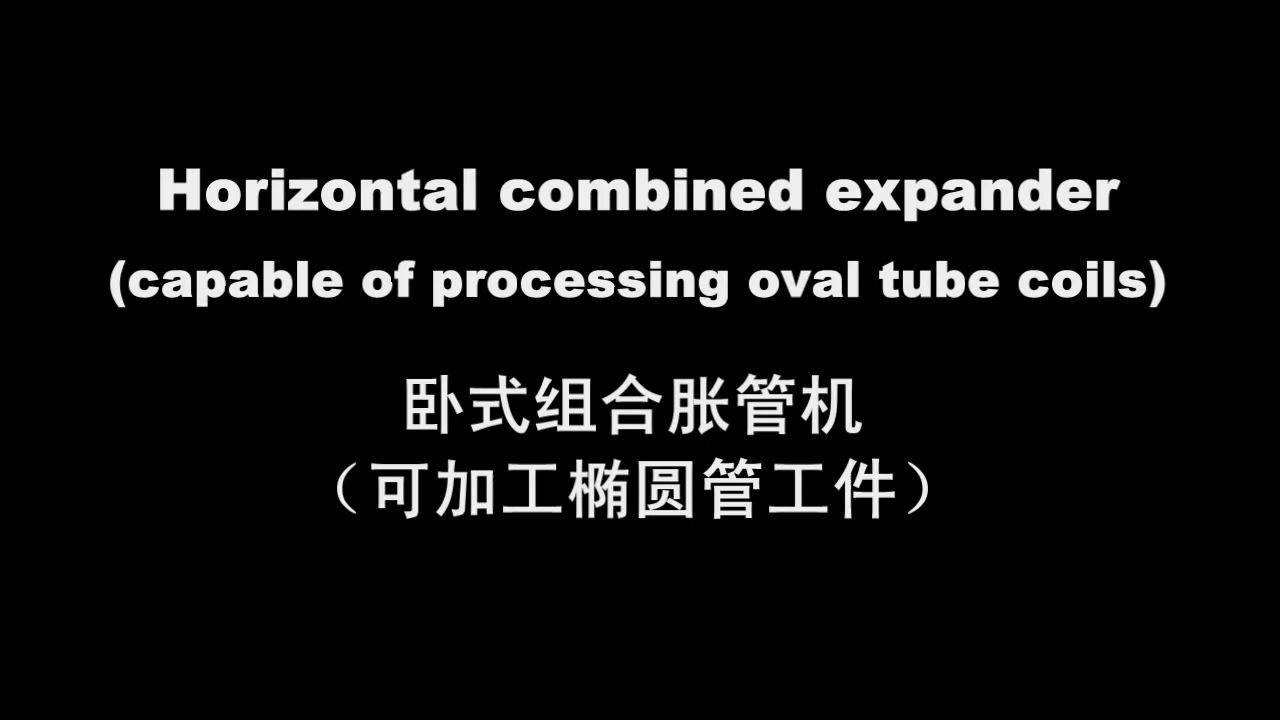 Horizontal combined expander
(capable of processing oval tube coils)
卧式组合胀管机
（可加工椭圆管工件）